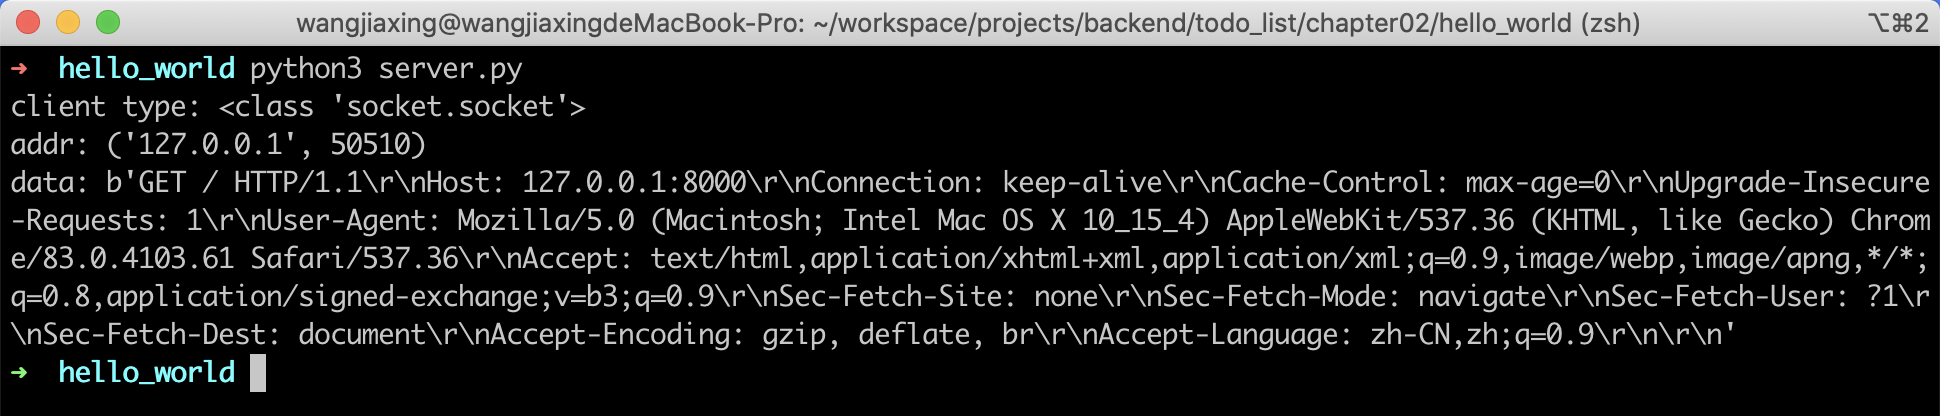 wangjiaxing@wangjiaxingdeMacBook-Pro: ~/workspace/projects/backend/todo_list/chapter02/hello_world (zsh) ⌥⌘2
➜  hello_world python3 server.py
client type: <class 'socket.socket'>
addr: ('127.0.0.1', 50510)
data: b'GET / HTTP/1.1\r\nHost: 127.0.0.1:8000\r\nConnection: keep-alive\r\nCache-Control: max-age=0\r\nUpgrade-Insecure
-Requests: 1\r\nUser-Agent: Mozilla/5.0 (Macintosh; Intel Mac OS X 10_15_4) AppleWebKit/537.36 (KHTML, like Gecko) Chrom
e/83.0.4103.61 Safari/537.36\r\nAccept: text/html,application/xhtml+xml,application/xml;q=0.9,image/webp,image/apng,*/*;
q=0.8,application/signed-exchange;v=b3;q=0.9\r\nSec-Fetch-Site: none\r\nSec-Fetch-Mode: navigate\r\nSec-Fetch-User: ?1\r
\nSec-Fetch-Dest: document\r\nAccept-Encoding: gzip, deflate, br\r\nAccept-Language: zh-CN,zh;q=0.9\r\n\r\n'
➜  hello_world